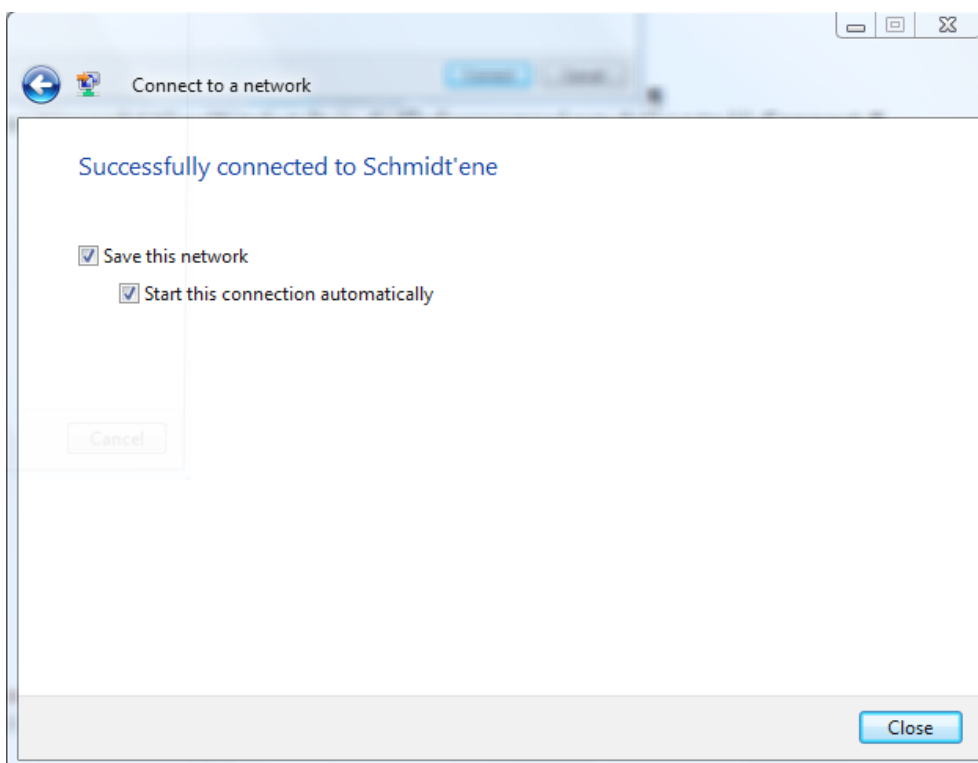 Connect to a network
Successfully connected to Schmidt'ene
Save this network
Start this connection automatically
Cancel
Close